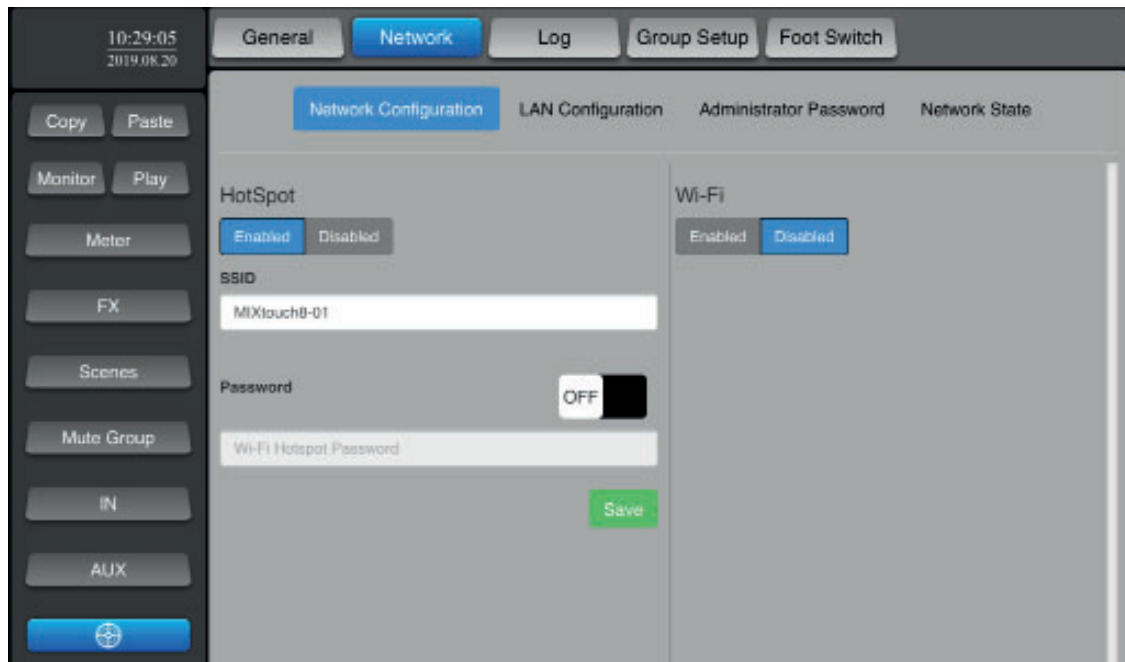 10:29:05
2019.08.20
General Network Log Group Setup Foot Switch
Network Configuration LAN Configuration Administrator Password Network State
Copy Paste
Monitor Play
Meter
FX
Scenes
Mute Group
IN
AUX
HotSpot
Enabled Disabled
SSID
MIXtouch8-01
Password
OFF
Wi-Fi Hotspot Password
Save
Wi-Fi
Enabled Disabled